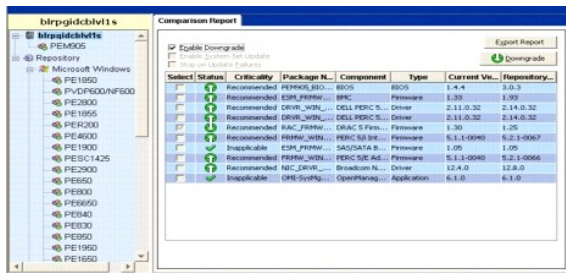 blrpgidcblvl1s
blrpgidcblvl1s
PEM905
Repository
Microsoft Windows
PE1850
PVDP600/NF600
PE2800
PE1855
PER200
PE4600
PE1900
PESC1425
PE2900
PE650
PE800
PE6650
PE840
PE830
PE850
PE1950
PE1650
Comparison Report
Export Report
Enable Downgrade
Enable System Set Update
Stop on Update Failures
Downgrade
Select Status Criticality Package N... Component Type Current Ve... Repository...
Recommended PEM905_BIO... BIOS BIOS 1.4.4 3.0.3
Recommended ESM_FRMW... BMC Firmware 1.33 1.93
Recommended DRVR_WIN_... DELL PERC 5... Driver 2.11.0.32 2.14.0.32
Recommended DRVR_WIN_... DELL PERC 5... Driver 2.11.0.32 2.14.0.32
Recommended RAC_FRMW... DRAC 5 Firm... Firmware 1.30 1.25
Recommended FRMW_WIN... PERC 5/i Int... Firmware 5.1.1-0040 5.2.1-0067
Inapplicable ESM_FRMW... SAS/SATA B... Firmware 1.05 1.05
Recommended FRMW_WIN... PERC 5/E Ad... Firmware 5.1.1-0040 5.2.1-0066
Recommended NIC_DRVR_... Broadcom N... Driver 12.4.0 12.8.0
Inapplicable OMI-SysMg... OpenManag... Application 6.1.0 6.1.0